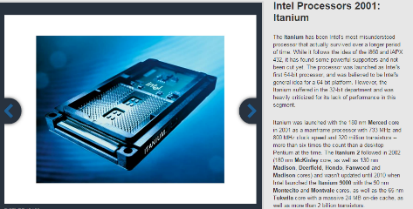 Intel Processors 2001:
Itanium
The Itanium has been Intel's most misunderstood
processor that actually survived over a longer period
of time. While it follows the idea of the i860 and iAPX
432, it has found some powerful supporters and not
been cut yet. The processor was launched as Intel's
first 64-bit processor, and was believed to be Intel's
general idea for a 64-bit platform. However, the
Itanium suffered in the 32-bit department and was
heavily criticized for its lack of performance in this
segment.
Itanium was launched with the 180 nm Merced core
in 2001 as a mainframe processor with 733 MHz and
800 MHz clock speed and 320 million transistors –
more than six times the count than a desktop
Pentium at the time. The Itanium 2 followed in 2002
(180 nm McKinley core, as well as 130 nm
Madison, Deerfield, Hondo, Fanwood and
Madison cores) and wasn't updated until 2010 when
Intel launched the Itanium 9000 with the 90 nm
Montecito and Montvale cores, as well as the 65 nm
Tukwila core with a massive 24 MB on-die cache, as
well as more than 2 billion transistors.
ITANIUM